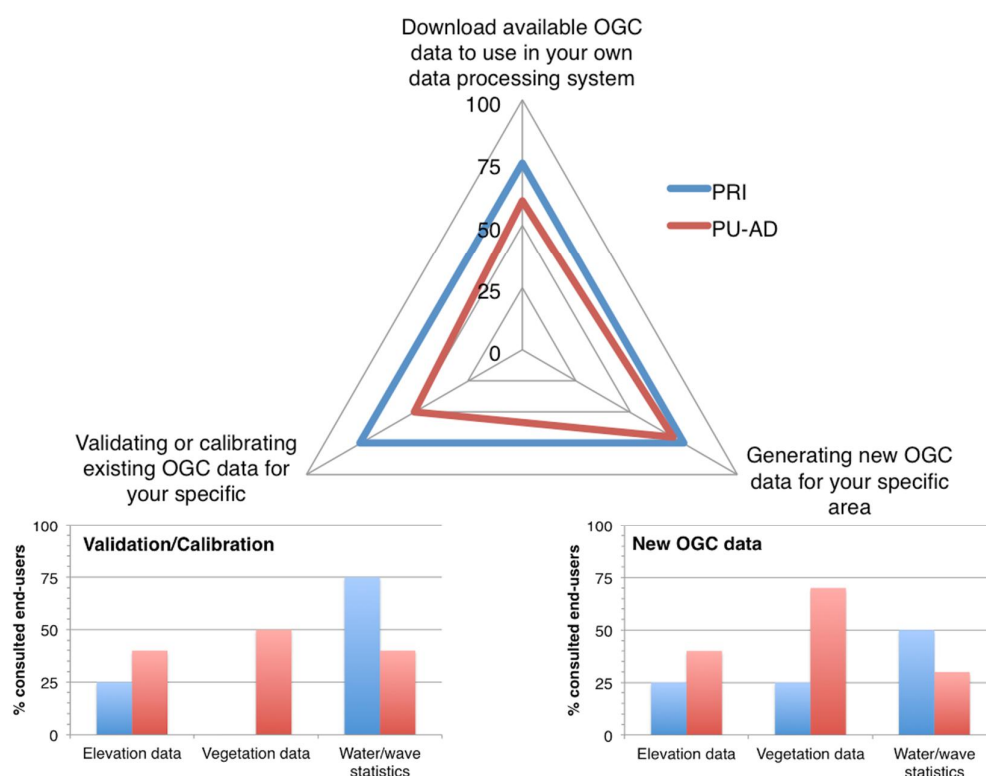 Download available OGC
data to use in your own
data processing system
100
75
50
25
0
PRI
PU-AD
Validating or calibrating
existing OGC data for
your specific
Generating new OGC
data for your specific
area
Validation/Calibration
% consulted end-users
100
75
50
25
0
Elevation data
Vegetation data
Water/wave
statistics
New OGC data
% consulted end-users
100
75
50
25
0
Elevation data
Vegetation data
Water/wave
statistics